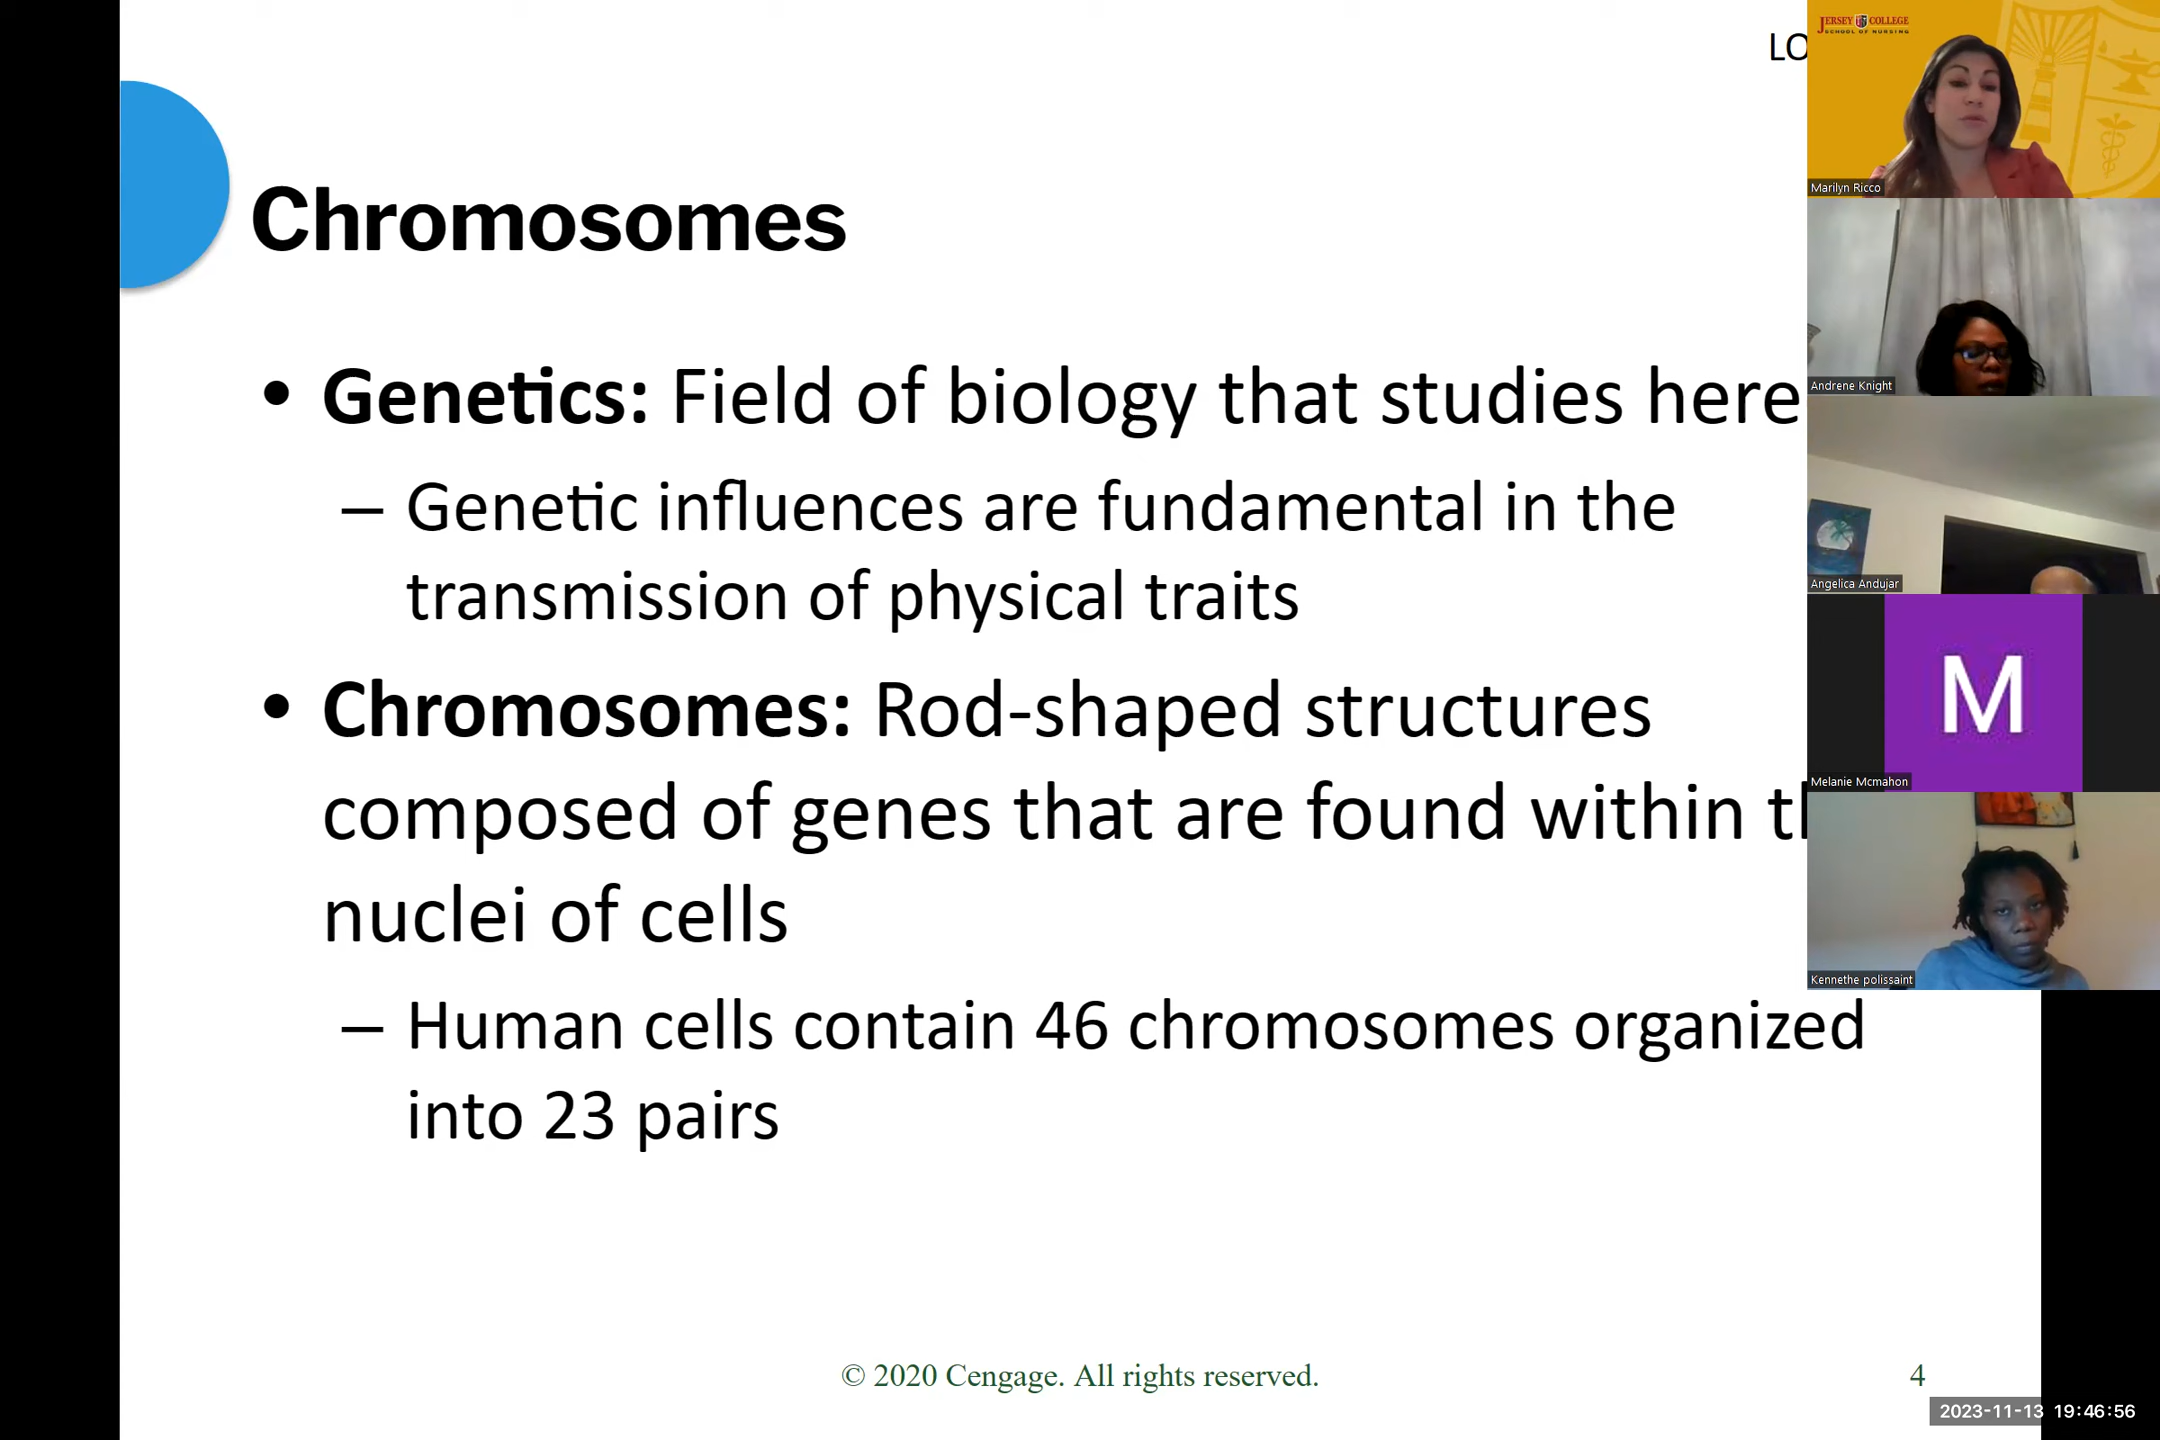 LO
Chromosomes
• Genetics: Field of biology that studies here
– Genetic influences are fundamental in the
transmission of physical traits
• Chromosomes: Rod-shaped structures
composed of genes that are found within th
nuclei of cells
– Human cells contain 46 chromosomes organized
into 23 pairs
© 2020 Cengage. All rights reserved.
4
JERSEY COLLEGE
SCHOOL OF NURSING
Marilyn Ricco
Andrene Knight
Angelica Andujar
M
Melanie Mcmahon
Kennethe polissaint
2023-11-13 19:46:56